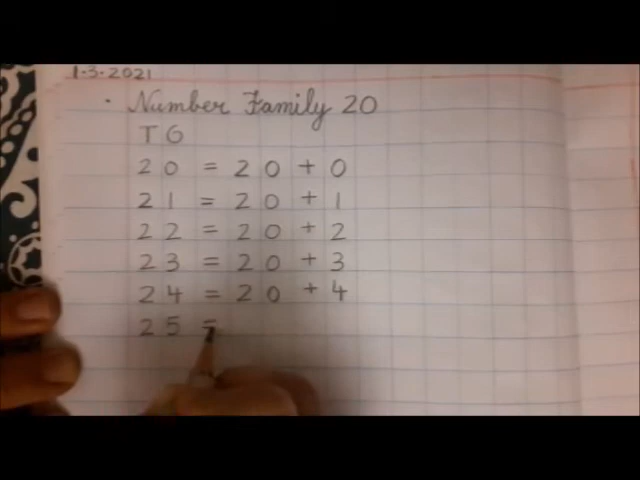 1.3.2021
· Number Family 20
T G
20 = 20 + 0
21 = 20 + 1
22 = 20 + 2
23 = 20 + 3
24 = 20 + 4
25 =